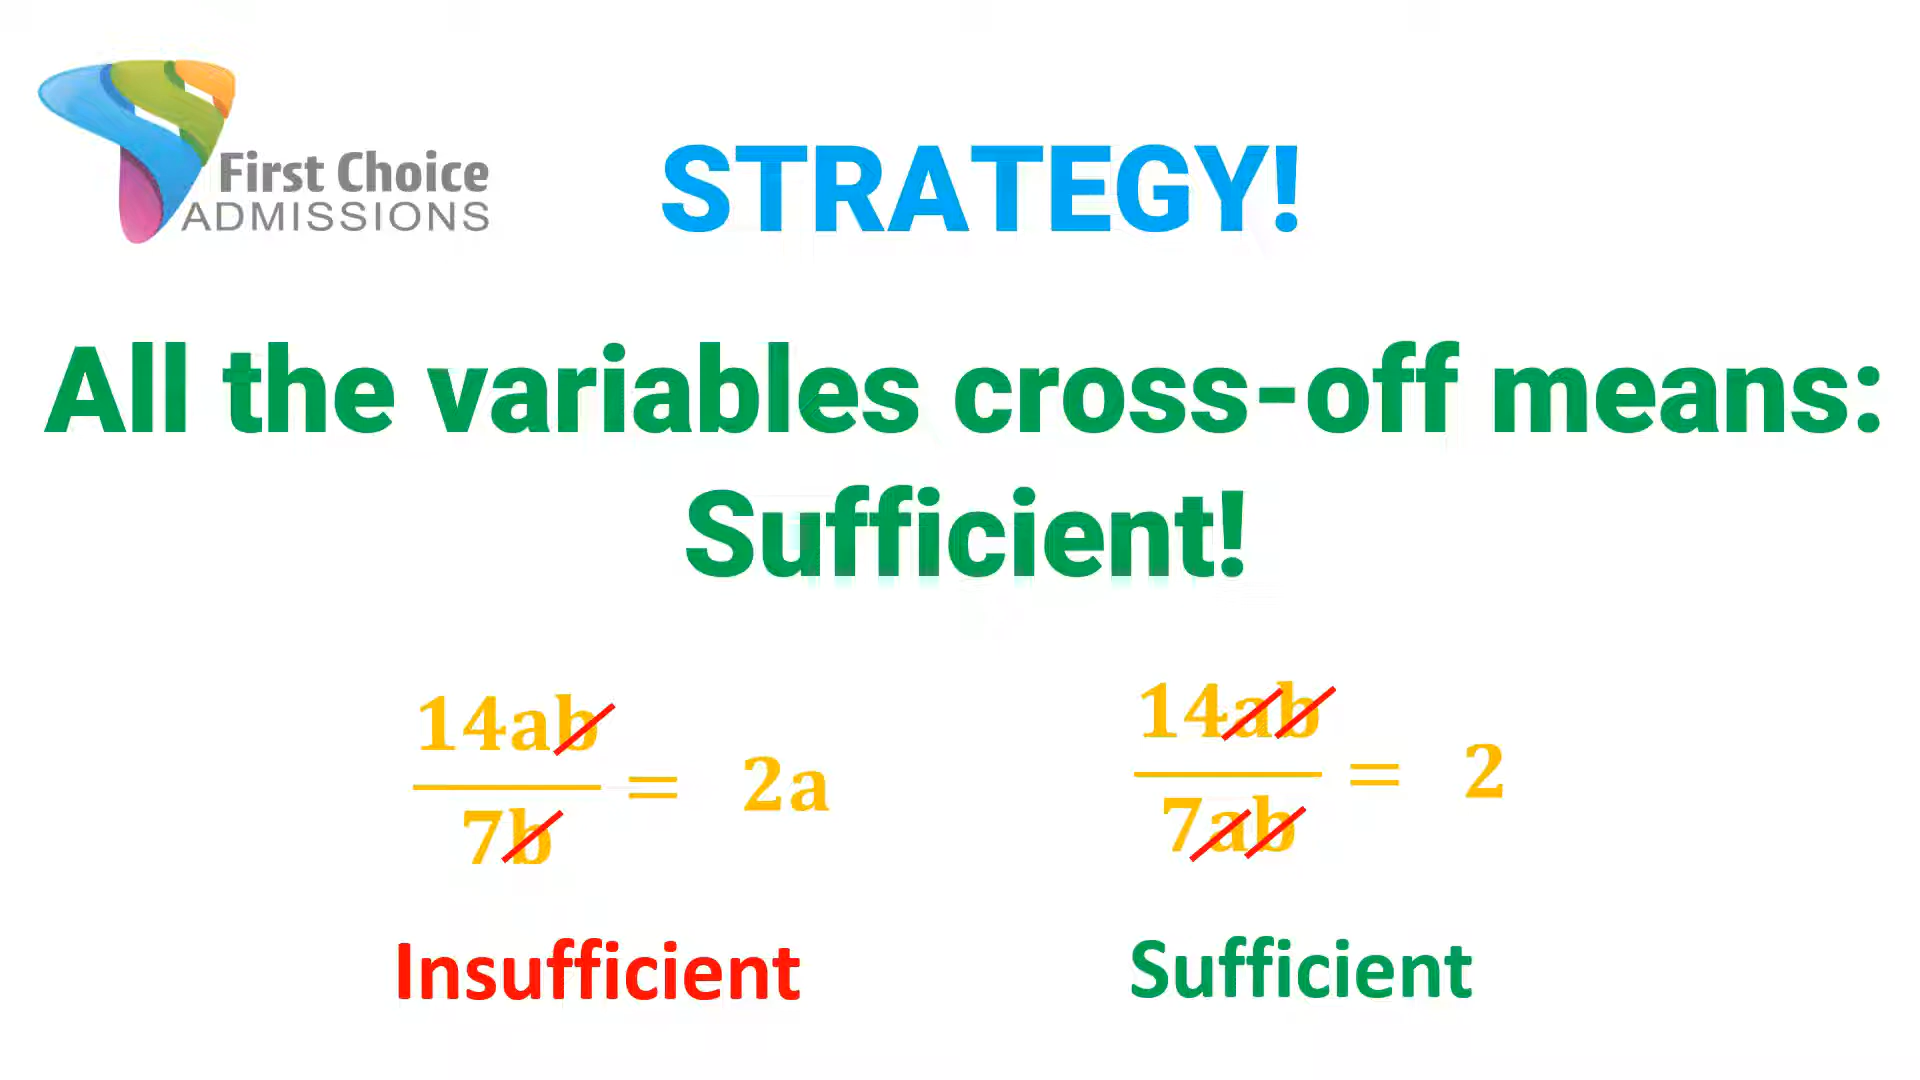 First Choice
ADMISSIONS
STRATEGY!
All the variables cross-off means:
Sufficient!
14ab
7b
= 2a
14ab
7ab
= 2
Insufficient
Sufficient